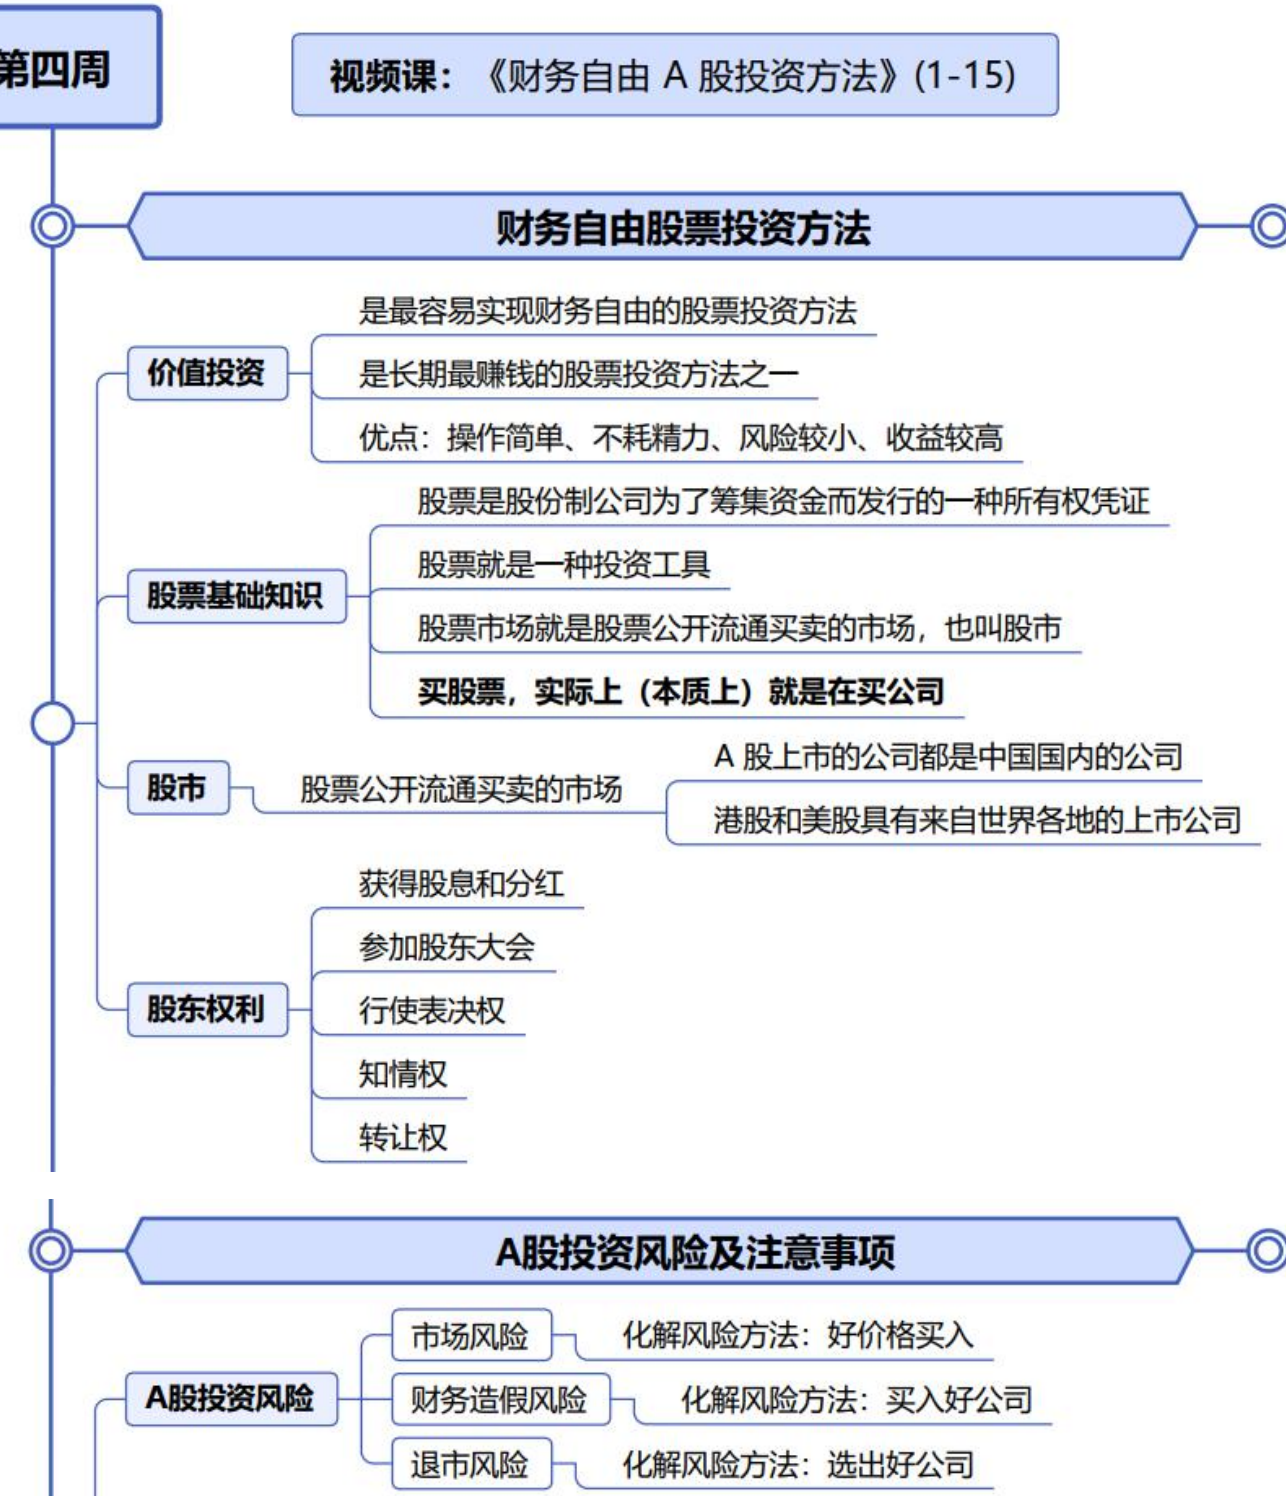 第四周
视频课：《财务自由 A 股投资方法》(1-15)
财务自由股票投资方法
价值投资
是最容易实现财务自由的股票投资方法
是长期最赚钱的股票投资方法之一
优点：操作简单、不耗精力、风险较小、收益较高
股票基础知识
股票是股份制公司为了筹集资金而发行的一种所有权凭证
股票就是一种投资工具
股票市场就是股票公开流通买卖的市场，也叫股市
买股票，实际上（本质上）就是在买公司
股市
股票公开流通买卖的市场
A 股上市的公司都是中国国内的公司
港股和美股具有来自世界各地的上市公司
股东权利
获得股息和分红
参加股东大会
行使表决权
知情权
转让权
A股投资风险及注意事项
A股投资风险
市场风险
化解风险方法：好价格买入
财务造假风险
化解风险方法：买入好公司
退市风险
化解风险方法：选出好公司